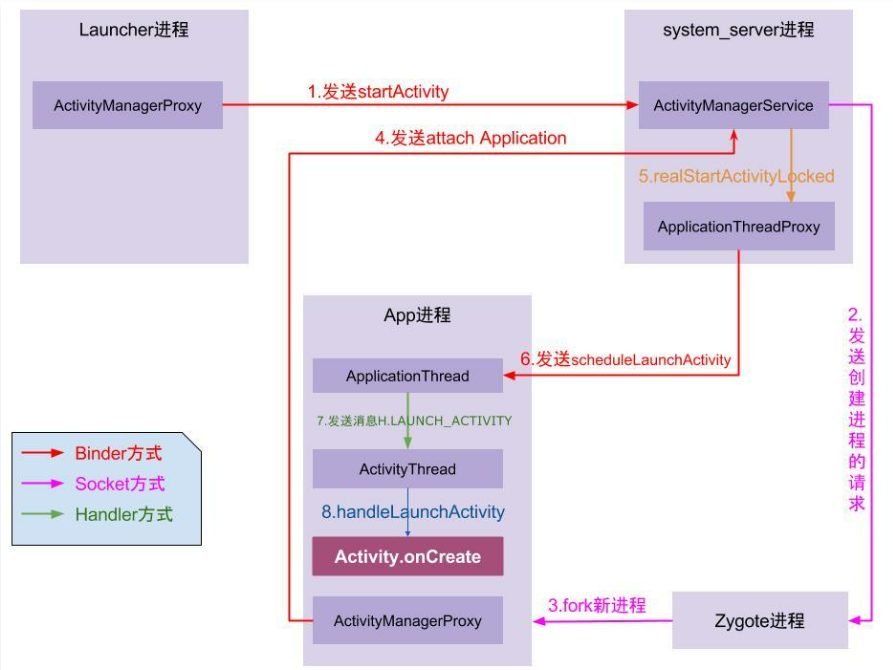 Launcher进程
system_server进程
ActivityManagerProxy
1.发送startActivity
ActivityManagerService
4.发送attach Application
5.realStartActivityLocked
ApplicationThreadProxy
2.发送创建进程的请求
App进程
6.发送scheduleLaunchActivity
ApplicationThread
7.发送消息H.LAUNCH_ACTIVITY
ActivityThread
8.handleLaunchActivity
Activity.onCreate
ActivityManagerProxy
3.fork新进程
Zygote进程
Binder方式
Socket方式
Handler方式